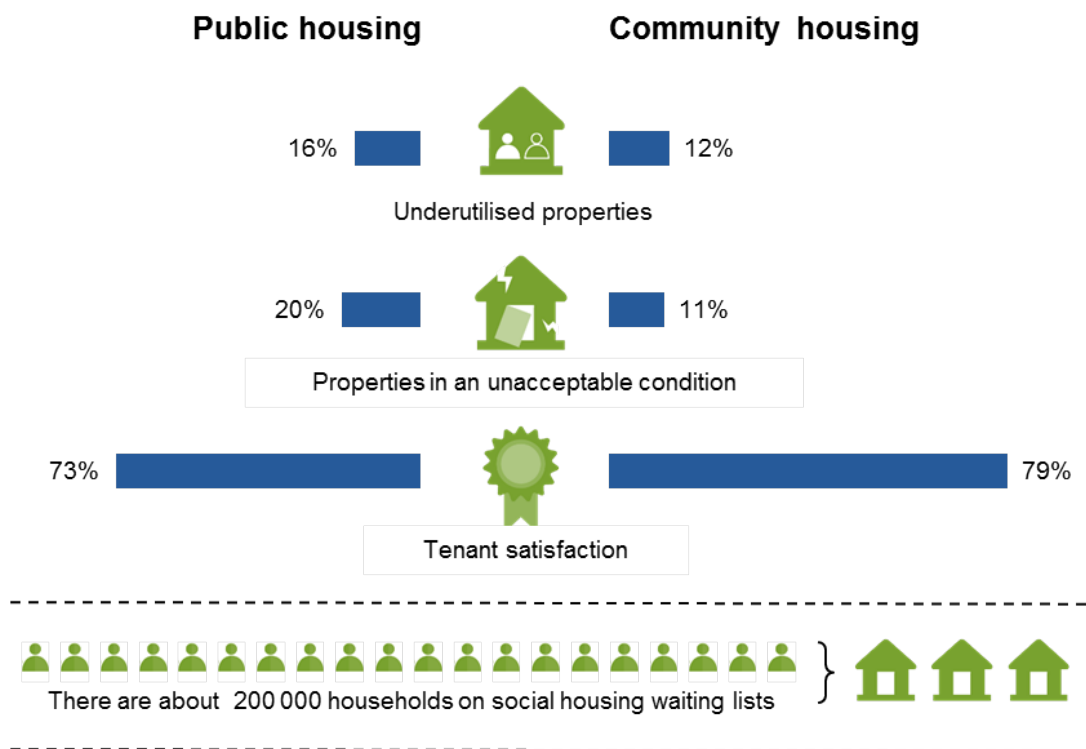 Public housing Community housing
16% 12%
Underutilised properties
20% 11%
Properties in an unacceptable condition
73% 79%
Tenant satisfaction
There are about 200 000 households on social housing waiting lists